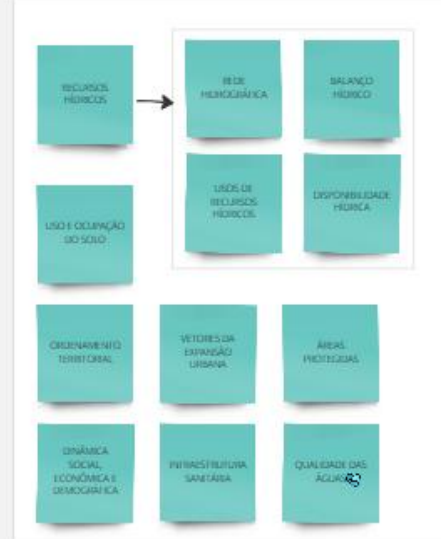 RECURSOS
HÍDRICOS
REDE
HIDROGRÁFICA
BALANÇO
HÍDRICO
USOS DE
RECURSOS
HÍDRICOS
DISPONIBILIDADE
HÍDRICA
USO E OCUPAÇÃO
DO SOLO
ORDENAMENTO
TERRITORIAL
VETORES DA
EXPANSÃO
URBANA
ÁREAS
PROTEGIDAS
DINÂMICA
SOCIAL,
ECONÔMICA E
DEMOGRÁFICA
INFRAESTRUTURA
SANITÁRIA
QUALIDADE DAS
ÁGUAS